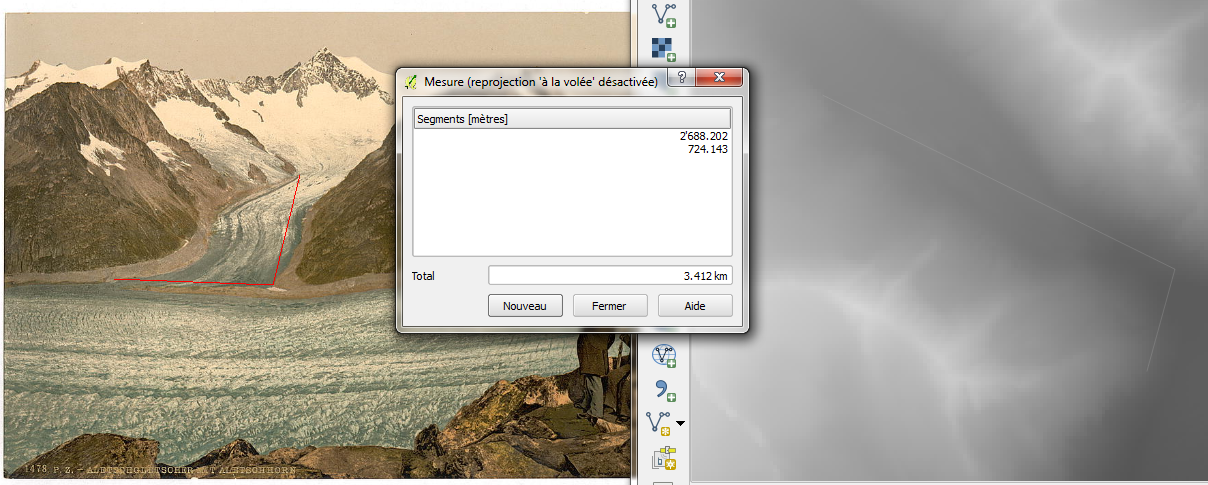 Mesure (reprojection 'à la volée' désactivée)
Segments [mètres]
2'688.202
724.143
Total
3.412 km
Nouveau
Fermer
Aide
1478 P. Z. - ALETSCHGLETSCHER MIT ALETSCHHORN